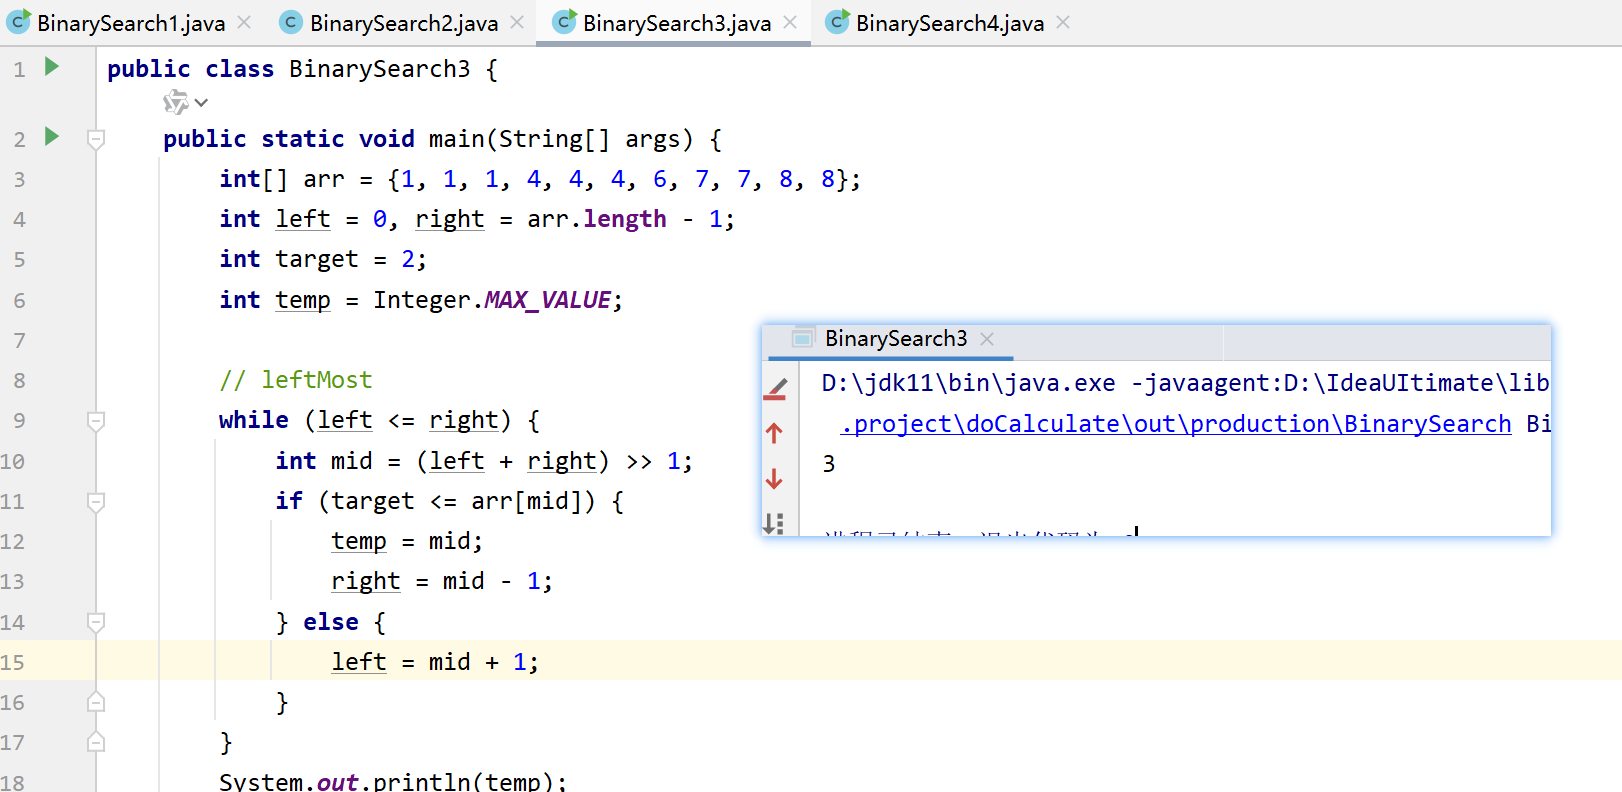 BinarySearch1.java BinarySearch2.java BinarySearch3.java BinarySearch4.java
1 public class BinarySearch3 {
2 public static void main(String[] args) {
3 int[] arr = {1, 1, 1, 4, 4, 4, 6, 7, 7, 8, 8};
4 int left = 0, right = arr.length - 1;
5 int target = 2;
6 int temp = Integer.MAX_VALUE;
7
8 // leftMost
9 while (left <= right) {
10 int mid = (left + right) >> 1;
11 if (target <= arr[mid]) {
12 temp = mid;
13 right = mid - 1;
14 } else {
15 left = mid + 1;
16 }
17 }
18 System.out.println(temp);
BinarySearch3
D:\jdk11\bin\java.exe -javaagent:D:\IdeaUItimate\lib
.project\doCalculate\out\production\BinarySearch Bi
3